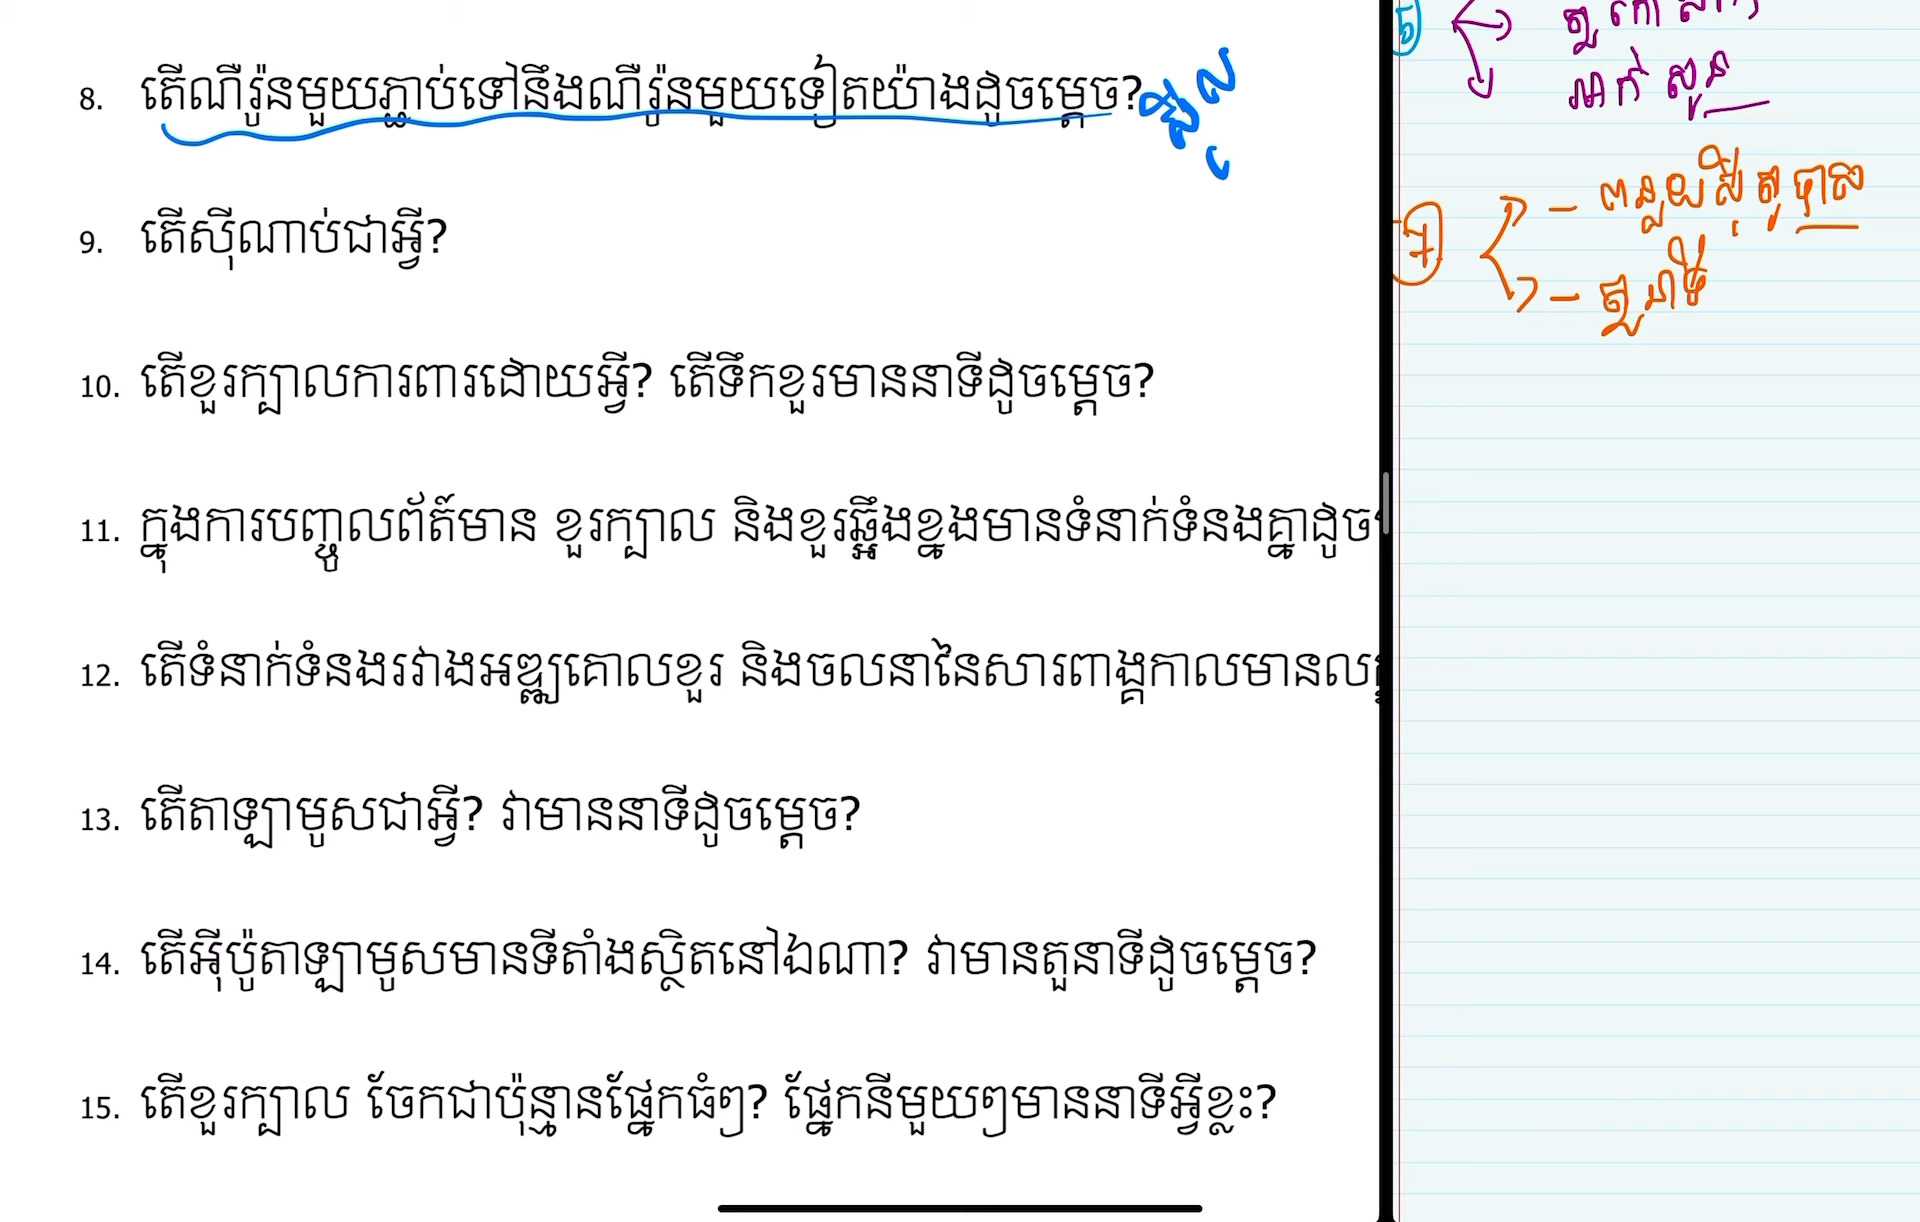 8. តើណឺរ៉ូនមួយភ្ជាប់ទៅនឹងណឺរ៉ូនមួយទៀតយ៉ាងដូចម្តេច?
9. តើស៊ីណាប់ជាអ្វី?
10. តើខួរក្បាលការពារដោយអ្វី? តើទឹកខួរមាននាទីដូចម្តេច?
11. ក្នុងការបញ្ជូលព័ត៍មាន ខួរក្បាល និងខួរឆ្អឹងខ្នងមានទំនាក់ទំនងគ្នាដូច
12. តើទំនាក់ទំនងរវាងអឌ្ឍគោលខួរ និងចលនានៃសារពាង្គកាលមានល
13. តើតាឡាមូសជាអ្វី? វាមាននាទីដូចម្តេច?
14. តើអ៊ីប៉ូតាឡាមូសមានទីតាំងស្ថិតនៅឯណា? វាមានតួនាទីដូចម្តេច?
15. តើខួរក្បាល ចែកជាប៉ុន្មានផ្នែកធំៗ? ផ្នែកនីមួយៗមាននាទីអ្វីខ្លះ?
7
- តួនាទី